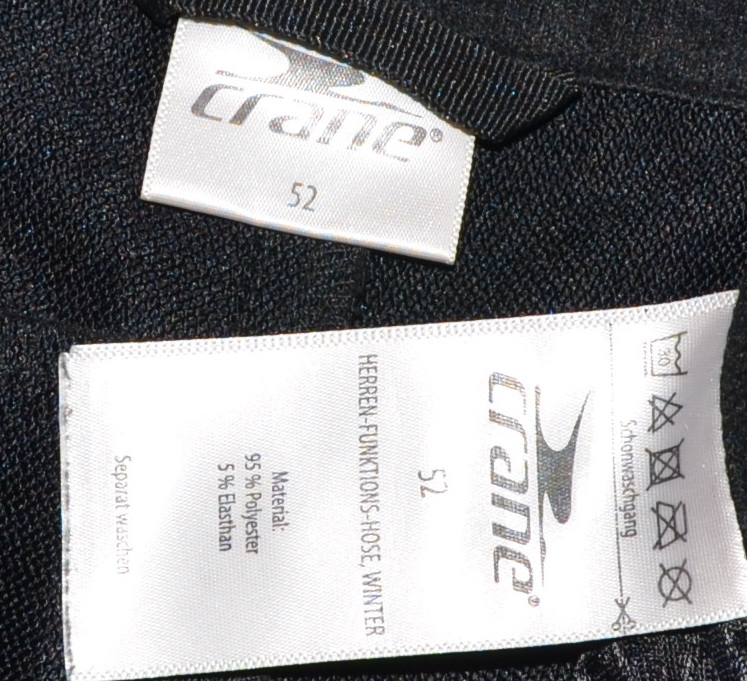 crane®
52
30
Schonwaschgang
crane®
52
HERREN-FUNKTIONS-HOSE, WINTER
Material:
95 % Polyester
5 % Elasthan
Separat waschen